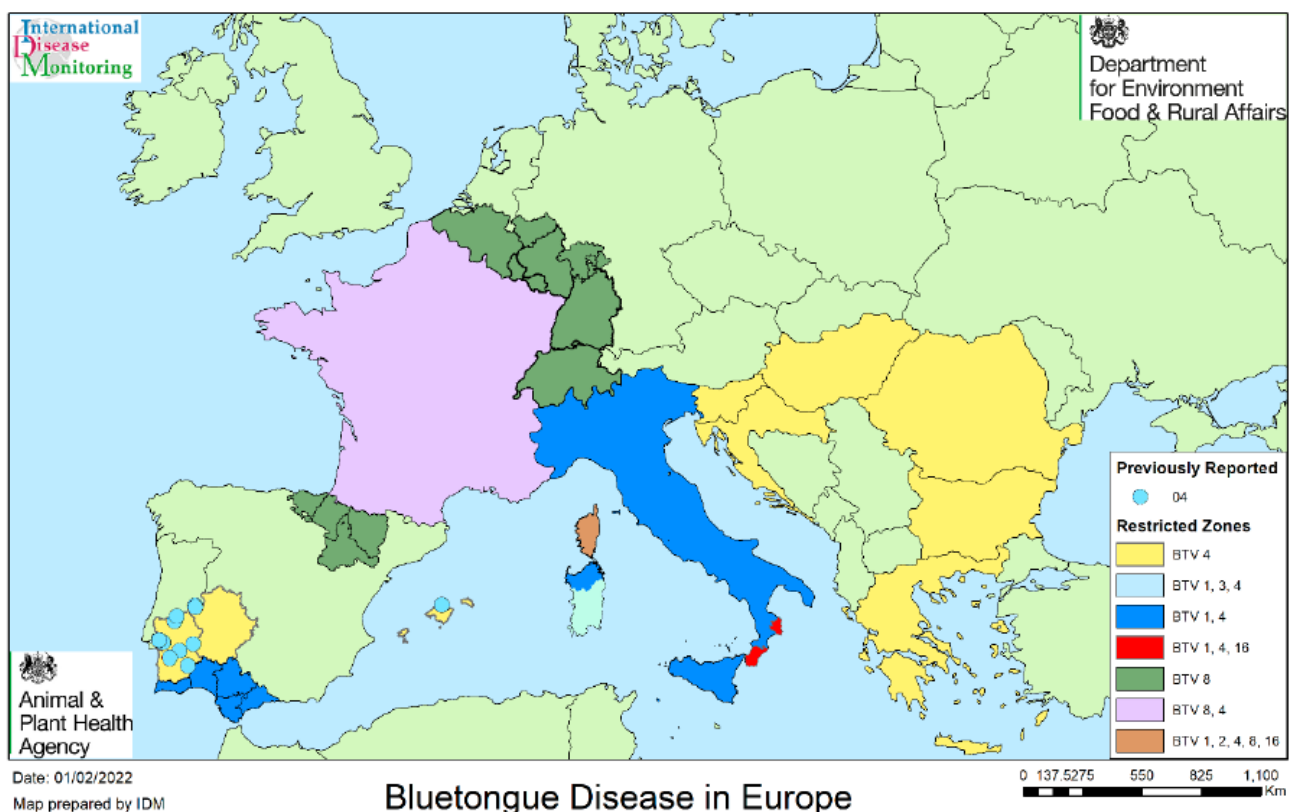 International
Disease
Monitoring
Department
for Environment
Food & Rural Affairs
Previously Reported
04
Restricted Zones
BTV 4
BTV 1, 3, 4
BTV 1, 4
BTV 1, 4, 16
BTV 8
BTV 8, 4
BTV 1, 2, 4, 8, 16
Animal &
Plant Health
Agency
Date: 01/02/2022
Map prepared by IDM
Bluetongue Disease in Europe
0 137.5275 550 825 1,100
Km